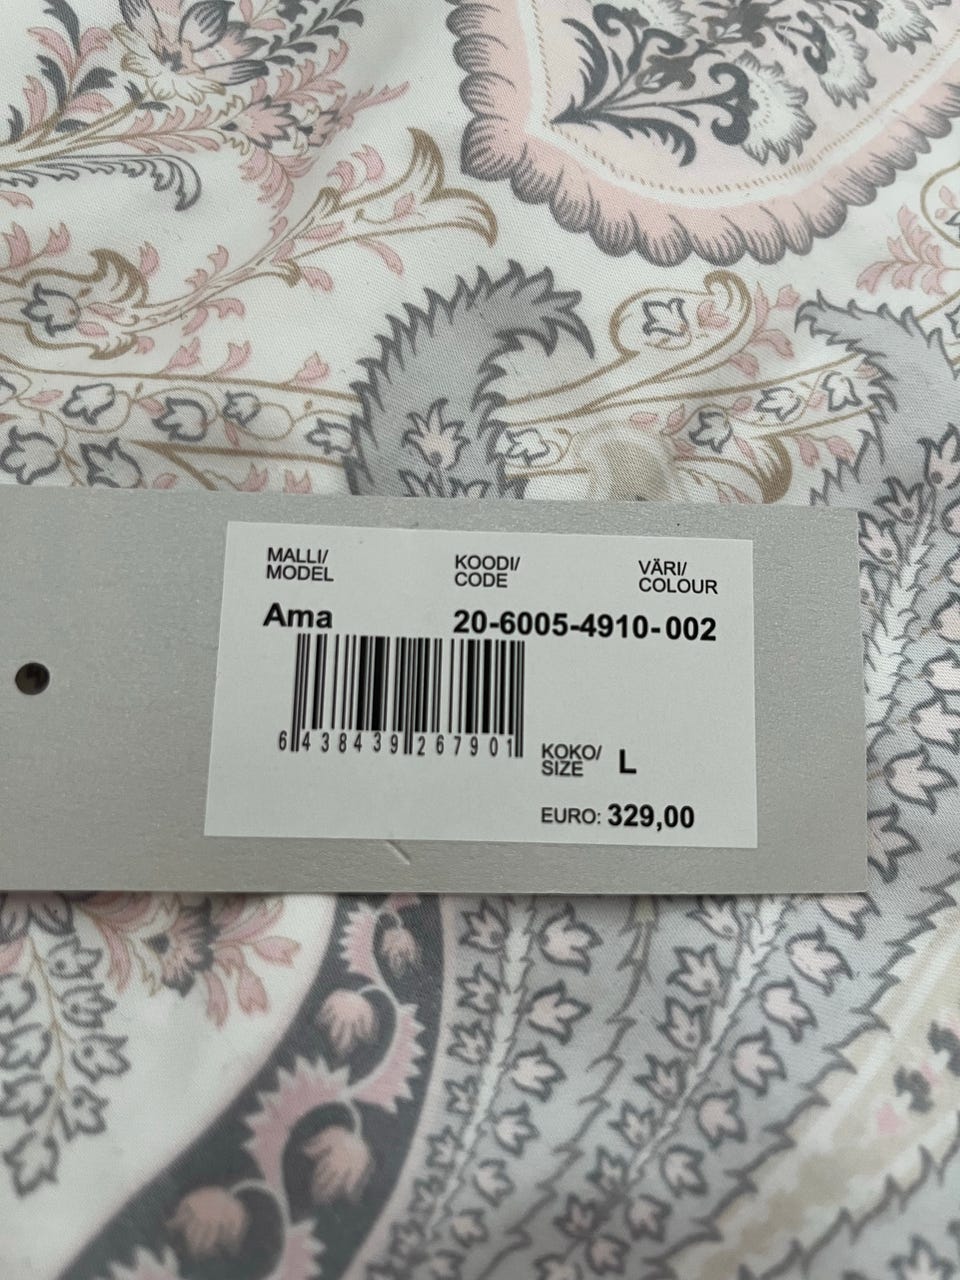 MALLI/ KOODI/ VÄRI/
MODEL CODE COLOUR
Ama 20-6005-4910-002
6 438439 267901
KOKO/
SIZE L
EURO: 329,00